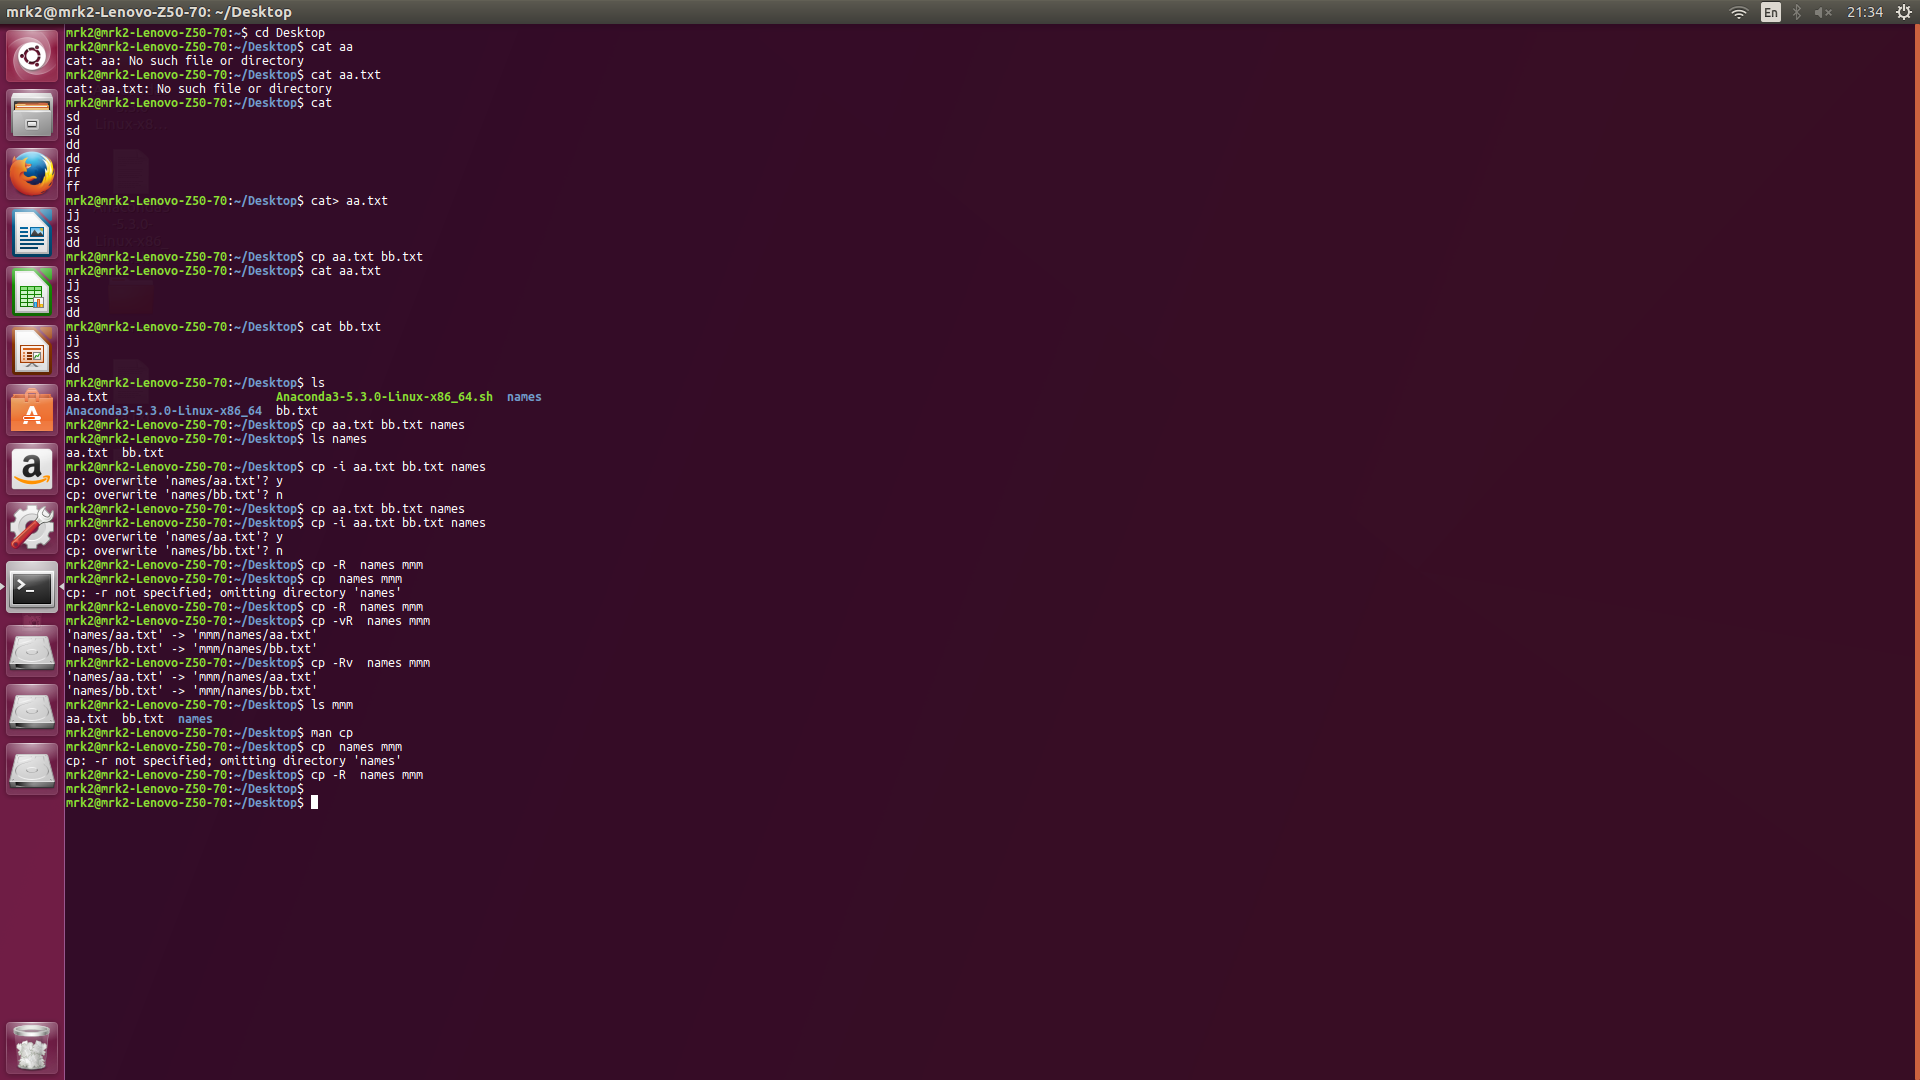 mrk2@mrk2-Lenovo-Z50-70: ~/Desktop
En
21:34
mrk2@mrk2-Lenovo-Z50-70:~$ cd Desktop
mrk2@mrk2-Lenovo-Z50-70:~/Desktop$ cat aa
cat: aa: No such file or directory
mrk2@mrk2-Lenovo-Z50-70:~/Desktop$ cat aa.txt
cat: aa.txt: No such file or directory
mrk2@mrk2-Lenovo-Z50-70:~/Desktop$ cat
sd
sd
dd
dd
ff
ff
mrk2@mrk2-Lenovo-Z50-70:~/Desktop$ cat> aa.txt
jj
ss
dd
mrk2@mrk2-Lenovo-Z50-70:~/Desktop$ cp aa.txt bb.txt
mrk2@mrk2-Lenovo-Z50-70:~/Desktop$ cat aa.txt
jj
ss
dd
mrk2@mrk2-Lenovo-Z50-70:~/Desktop$ cat bb.txt
jj
ss
dd
mrk2@mrk2-Lenovo-Z50-70:~/Desktop$ ls
aa.txt                        Anaconda3-5.3.0-Linux-x86_64.sh  names
Anaconda3-5.3.0-Linux-x86_64  bb.txt
mrk2@mrk2-Lenovo-Z50-70:~/Desktop$ cp aa.txt bb.txt names
mrk2@mrk2-Lenovo-Z50-70:~/Desktop$ ls names
aa.txt  bb.txt
mrk2@mrk2-Lenovo-Z50-70:~/Desktop$ cp -i aa.txt bb.txt names
cp: overwrite 'names/aa.txt'? y
cp: overwrite 'names/bb.txt'? n
mrk2@mrk2-Lenovo-Z50-70:~/Desktop$ cp aa.txt bb.txt names
mrk2@mrk2-Lenovo-Z50-70:~/Desktop$ cp -i aa.txt bb.txt names
cp: overwrite 'names/aa.txt'? y
cp: overwrite 'names/bb.txt'? n
mrk2@mrk2-Lenovo-Z50-70:~/Desktop$ cp -R  names mmm
mrk2@mrk2-Lenovo-Z50-70:~/Desktop$ cp  names mmm
cp: -r not specified; omitting directory 'names'
mrk2@mrk2-Lenovo-Z50-70:~/Desktop$ cp -R  names mmm
mrk2@mrk2-Lenovo-Z50-70:~/Desktop$ cp -vR  names mmm
'names/aa.txt' -> 'mmm/names/aa.txt'
'names/bb.txt' -> 'mmm/names/bb.txt'
mrk2@mrk2-Lenovo-Z50-70:~/Desktop$ cp -Rv  names mmm
'names/aa.txt' -> 'mmm/names/aa.txt'
'names/bb.txt' -> 'mmm/names/bb.txt'
mrk2@mrk2-Lenovo-Z50-70:~/Desktop$ ls mmm
aa.txt  bb.txt  names
mrk2@mrk2-Lenovo-Z50-70:~/Desktop$ man cp
mrk2@mrk2-Lenovo-Z50-70:~/Desktop$ cp  names mmm
cp: -r not specified; omitting directory 'names'
mrk2@mrk2-Lenovo-Z50-70:~/Desktop$ cp -R  names mmm
mrk2@mrk2-Lenovo-Z50-70:~/Desktop$
mrk2@mrk2-Lenovo-Z50-70:~/Desktop$